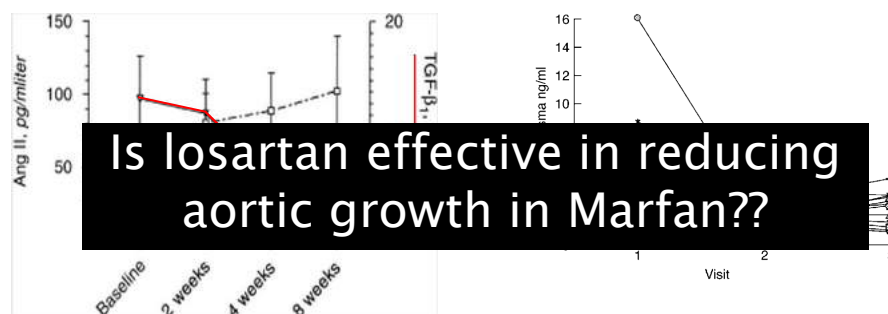 150
20
100
50
Ang II, pg/mliter
TGF-β1,
Baseline
2 weeks
4 weeks
8 weeks
16
14
12
10
ng/ml
1
2
Visit
Is losartan effective in reducing
aortic growth in Marfan??